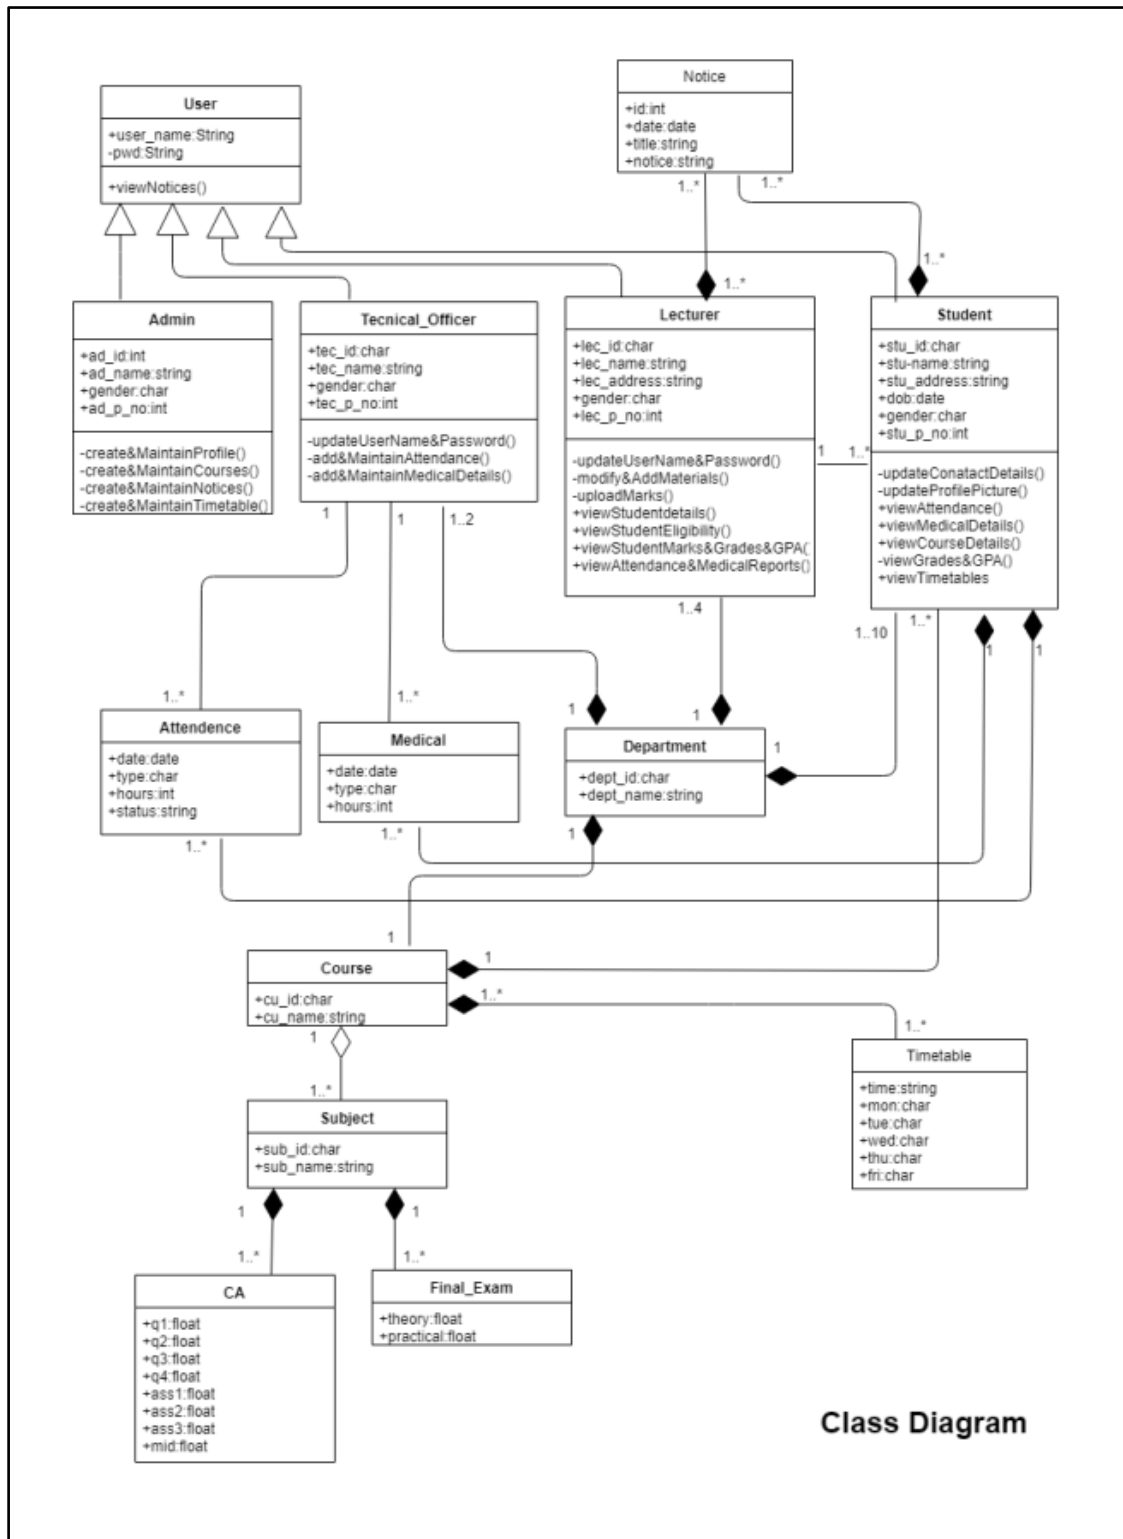 User
+user_name:String
-pwd:String
+viewNotices()
Notice
+id:int
+date:date
+title:string
+notice:string
1..*
1..*
1..*
1..*
Admin
+ad_id:int
+ad_name:string
+gender:char
+ad_p_no:int
-create&MaintainProfile()
-create&MaintainCourses()
-create&MaintainNotices()
-create&MaintainTimetable()
Tecnical_Officer
+tec_id:char
+tec_name:string
+gender:char
+tec_p_no:int
-updateUserName&Password()
-add&MaintainAttendance()
-add&MaintainMedicalDetails()
Lecturer
+lec_id:char
+lec_name:string
+lec_address:string
+gender:char
+lec_p_no:int
-updateUserName&Password()
-modify&AddMaterials()
-uploadMarks()
+viewStudentdetails()
+viewStudentEligibility()
+viewStudentMarks&Grades&GPA()
+viewAttendance&MedicalReports()
1
1..*
Student
+stu_id:char
+stu-name:string
+stu_address:string
+dob:date
+gender:char
+stu_p_no:int
-updateConatactDetails()
-updateProfilePicture()
+viewAttendance()
+viewMedicalDetails()
+viewCourseDetails()
-viewGrades&GPA()
+viewTimetables
1
1
1..2
1..4
1..10
1..*
1
1
1..*
1..*
1
1
1
Attendence
+date:date
+type:char
+hours:int
+status:string
Medical
+date:date
+type:char
+hours:int
Department
+dept_id:char
+dept_name:string
1..*
1..*
1
1
Course
+cu_id:char
+cu_name:string
1
1..*
1..*
1
1..*
Timetable
+time:string
+mon:char
+tue:char
+wed:char
+thu:char
+fri:char
Subject
+sub_id:char
+sub_name:string
1
1
1..*
1..*
CA
+q1:float
+q2:float
+q3:float
+q4:float
+ass1:float
+ass2:float
+ass3:float
+mid:float
Final_Exam
+theory:float
+practical:float
Class Diagram